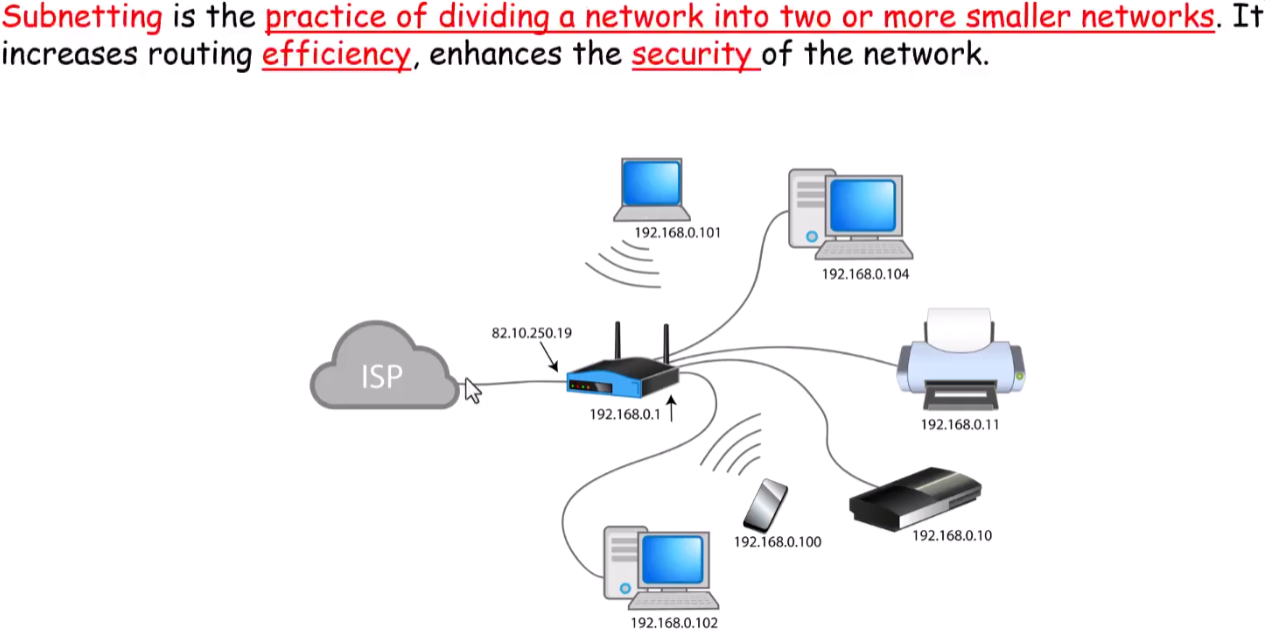 Subnetting is the practice of dividing a network into two or more smaller networks. It
increases routing efficiency, enhances the security of the network.
192.168.0.101
192.168.0.104
82.10.250.19
ISP
192.168.0.1
192.168.0.11
192.168.0.10
192.168.0.100
192.168.0.102